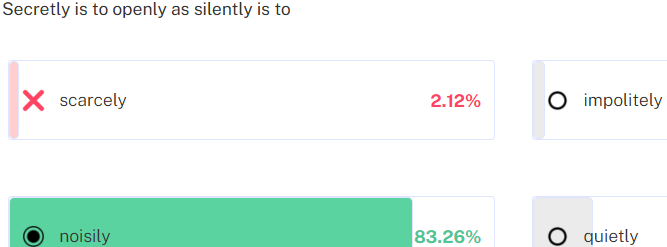 Secretly is to openly as silently is to
scarcely 2.12% impolitely
noisily 83.26% quietly